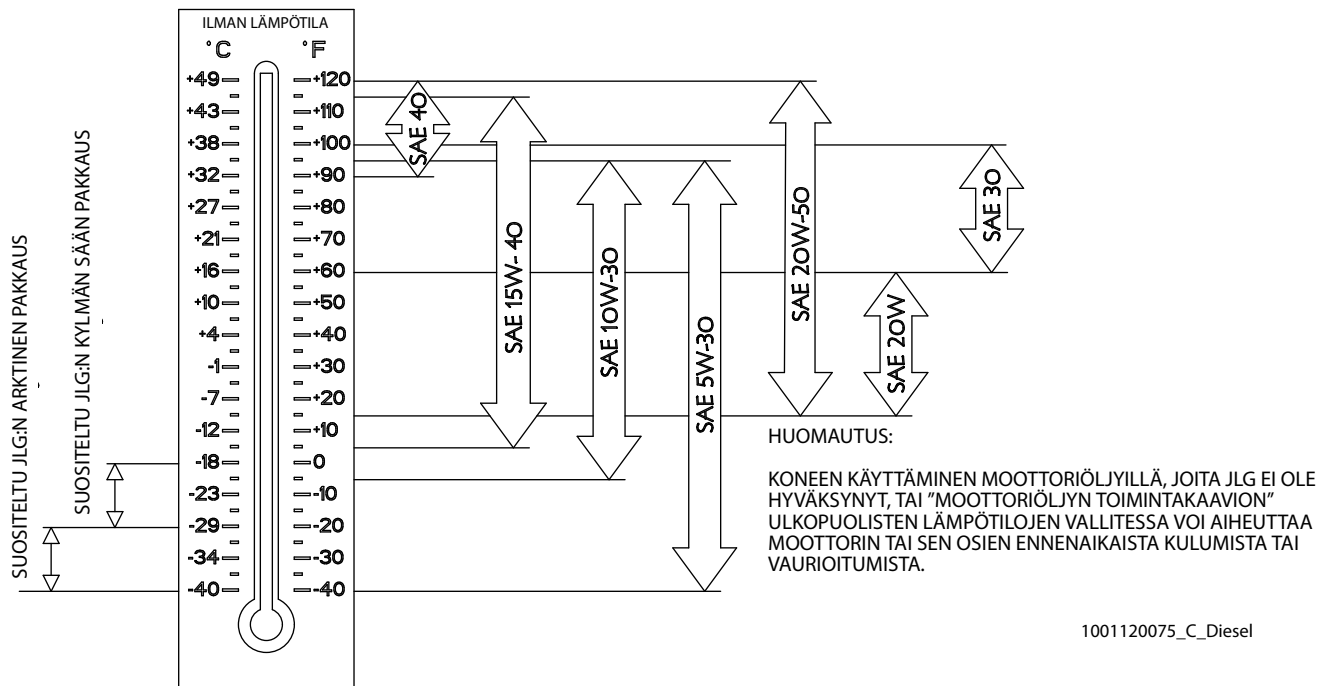 ILMAN LÄMPÖTILA
°C
°F
+49
+120
+43
+110
+38
+100
+32
+90
+27
+80
+21
+70
+16
+60
+10
+50
+4
+40
-1
+30
-7
+20
-12
+10
-18
0
-23
-10
-29
-20
-34
-30
-40
-40
SUOSITELTU JLG:N ARKTINEN PAKKAUS
SUOSITELTU JLG:N KYLMÄN SÄÄN PAKKAUS
SAE 40
SAE 15W-40
SAE 10W-30
SAE 5W-30
SAE 20W-50
SAE 20W
SAE 30
HUOMAUTUS:
KONEEN KÄYTTÄMINEN MOOTTORIÖLJYILLÄ, JOITA JLG EI OLE
HYVÄKSYNYT, TAI ”MOOTTORIÖLJYN TOIMINTAKAAVION”
ULKOPUOLISTEN LÄMPÖTILOJEN VALLITESSA VOI AIHEUTTAA
MOOTTORIN TAI SEN OSIEN ENNENAIKAISTA KULUMISTA TAI
VAURIOITUMISTA.
1001120075_C_Diesel